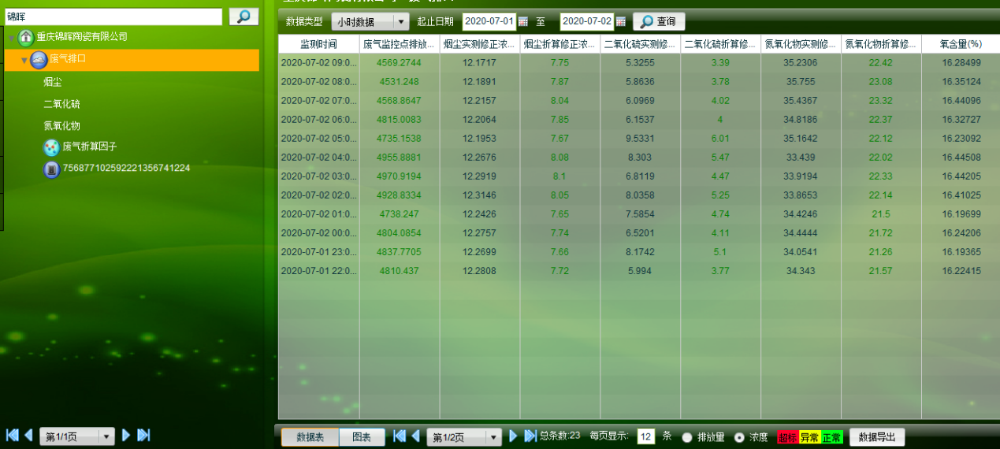 锦晖
重庆锦晖陶瓷有限公司
废气排口
烟尘
二氧化硫
氮氧化物
废气折算因子
756877102592221356741224
第1/1页
数据类型 小时数据 起止日期 2020-07-01 至 2020-07-02 查询
监测时间 废气监控点排放... 烟尘实测修正浓... 烟尘折算修正浓... 二氧化硫实测修... 二氧化硫折算修... 氮氧化物实测修... 氮氧化物折算修... 氧含量(%)
2020-07-02 09:0... 4569.2744 12.1717 7.75 5.3255 3.39 35.2306 22.42 16.28499
2020-07-02 08:0... 4531.248 12.1891 7.87 5.8636 3.78 35.755 23.08 16.35124
2020-07-02 07:0... 4568.8647 12.2157 8.04 6.0969 4.02 35.4367 23.32 16.44096
2020-07-02 06:0... 4815.0083 12.2064 7.85 6.1537 4 34.8186 22.37 16.32727
2020-07-02 05:0... 4735.1538 12.1953 7.67 9.5331 6.01 35.1642 22.12 16.23092
2020-07-02 04:0... 4955.8881 12.2676 8.08 8.303 5.47 33.439 22.02 16.44508
2020-07-02 03:0... 4970.9194 12.2919 8.1 6.8119 4.47 33.9194 22.33 16.44205
2020-07-02 02:0... 4928.8334 12.3146 8.05 8.0358 5.25 33.8653 22.14 16.41025
2020-07-02 01:0... 4738.247 12.2426 7.65 7.5854 4.74 34.4246 21.5 16.19699
2020-07-02 00:0... 4804.0854 12.2757 7.74 6.5201 4.11 34.4444 21.72 16.24206
2020-07-01 23:0... 4837.7705 12.2699 7.66 8.1742 5.1 34.0541 21.26 16.19365
2020-07-01 22:0... 4810.437 12.2808 7.72 5.994 3.77 34.343 21.57 16.22415
数据表 图表 第1/2页 总条数:23 每页显示: 12 条 排放量 浓度 超标 异常 正常 数据导出